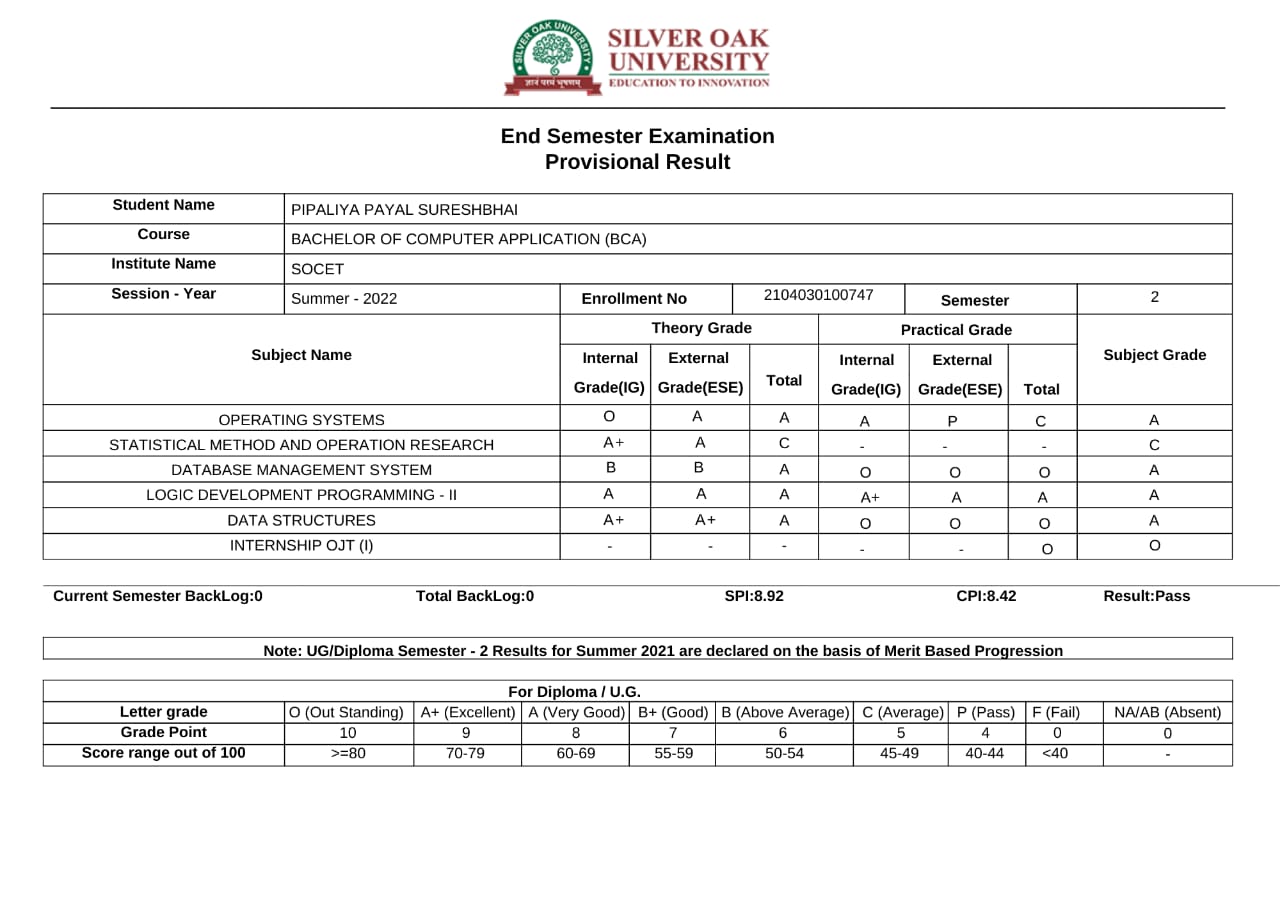 SILVER OAK UNIVERSITY
ज्ञानं परमं भूषणम्
SILVER OAK
UNIVERSITY
EDUCATION TO INNOVATION
End Semester Examination
Provisional Result
Student Name PIPALIYA PAYAL SURESHBHAI
Course BACHELOR OF COMPUTER APPLICATION (BCA)
Institute Name SOCET
Session - Year Summer - 2022 Enrollment No 2104030100747 Semester 2
Subject Name Theory Grade Practical Grade Subject Grade
Internal Grade(IG) External Grade(ESE) Total Internal Grade(IG) External Grade(ESE) Total
OPERATING SYSTEMS O A A A P C A
STATISTICAL METHOD AND OPERATION RESEARCH A+ A C - - - C
DATABASE MANAGEMENT SYSTEM B B A O O O A
LOGIC DEVELOPMENT PROGRAMMING - II A A A A+ A A A
DATA STRUCTURES A+ A+ A O O O A
INTERNSHIP OJT (I) - - - - - O O
Current Semester BackLog:0 Total BackLog:0 SPI:8.92 CPI:8.42 Result:Pass
Note: UG/Diploma Semester - 2 Results for Summer 2021 are declared on the basis of Merit Based Progression
For Diploma / U.G.
Letter grade O (Out Standing) A+ (Excellent) A (Very Good) B+ (Good) B (Above Average) C (Average) P (Pass) F (Fail) NA/AB (Absent)
Grade Point 10 9 8 7 6 5 4 0 0
Score range out of 100 >=80 70-79 60-69 55-59 50-54 45-49 40-44 <40 -